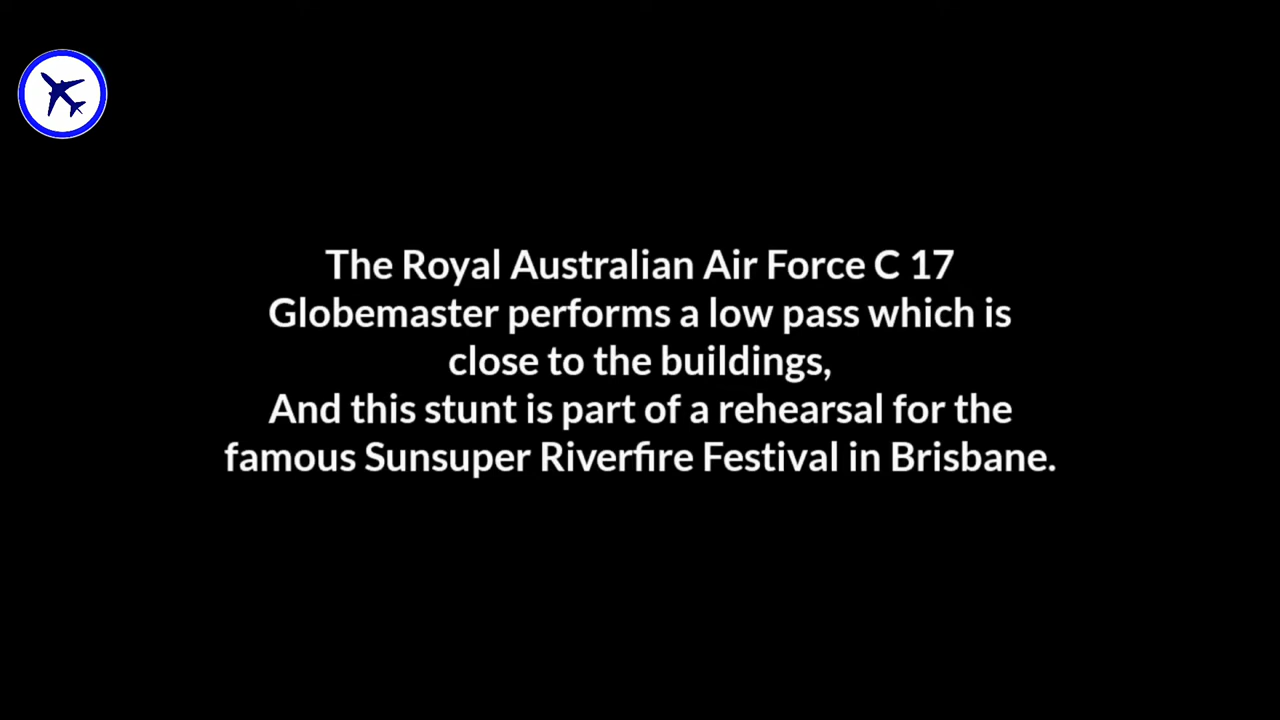 The Royal Australian Air Force C 17
Globemaster performs a low pass which is
close to the buildings,
And this stunt is part of a rehearsal for the
famous Sunsuper Riverfire Festival in Brisbane.